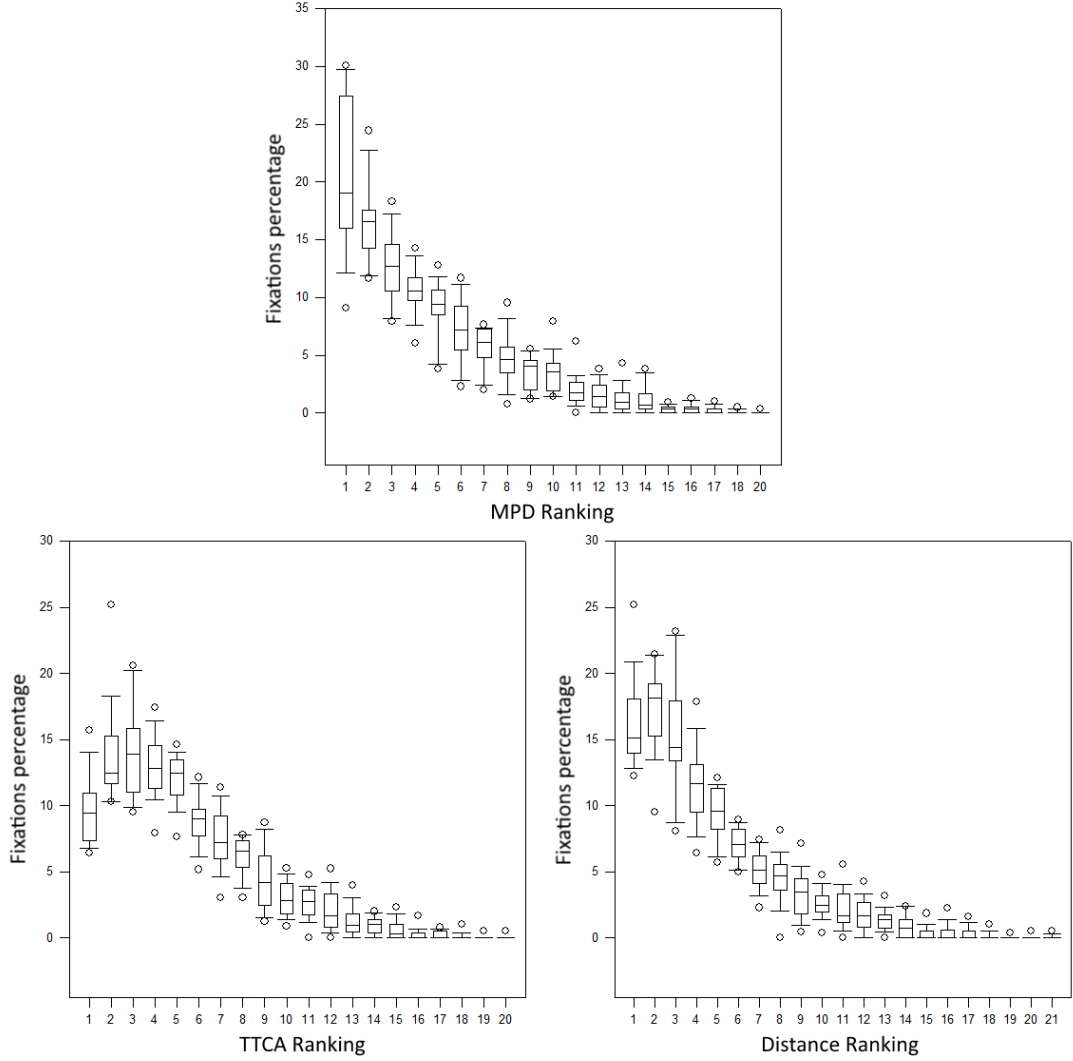 35
30
25
20
15
10
5
0
Fixations percentage
1 2 3 4 5 6 7 8 9 10 11 12 13 14 15 16 17 18 20
MPD Ranking
30
25
20
15
10
5
0
Fixations percentage
1 2 3 4 5 6 7 8 9 10 11 12 13 14 15 16 17 18 19 20
TTCA Ranking
30
25
20
15
10
5
0
Fixations percentage
1 2 3 4 5 6 7 8 9 10 11 12 13 14 15 16 17 18 19 20 21
Distance Ranking